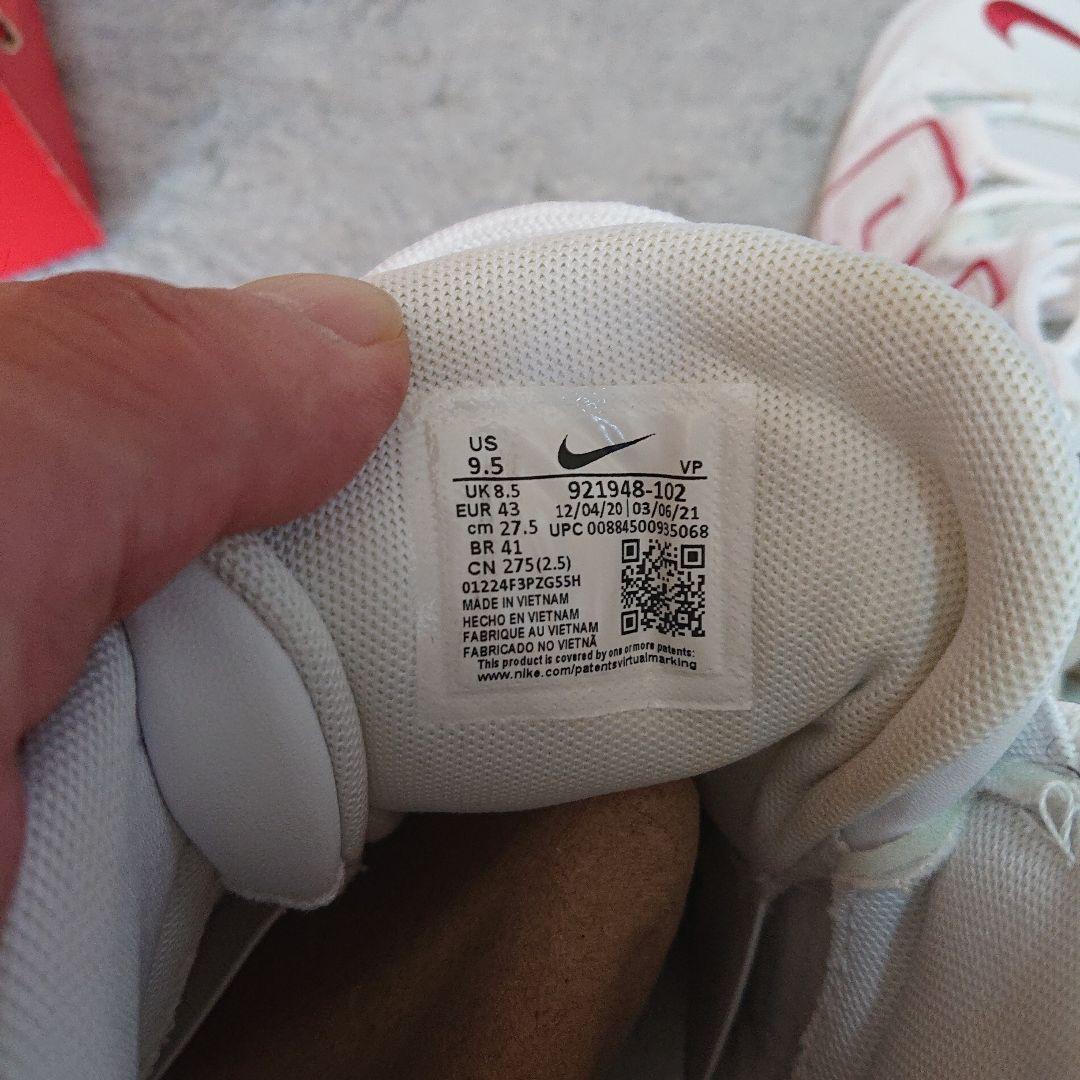 US
9.5 VP
UK 8.5 921948-102
EUR 43 12/04/20 | 03/06/21
cm 27.5 UPC 00884500935068
BR 41
CN 275(2.5)
01224F3PZG55H
MADE IN VIETNAM
HECHO EN VIETNAM
FABRIQUE AU VIETNAM
FABRICADO NO VIETNÃ
This product is covered by one or more patents:
www.nike.com/patentsvirtualmarking